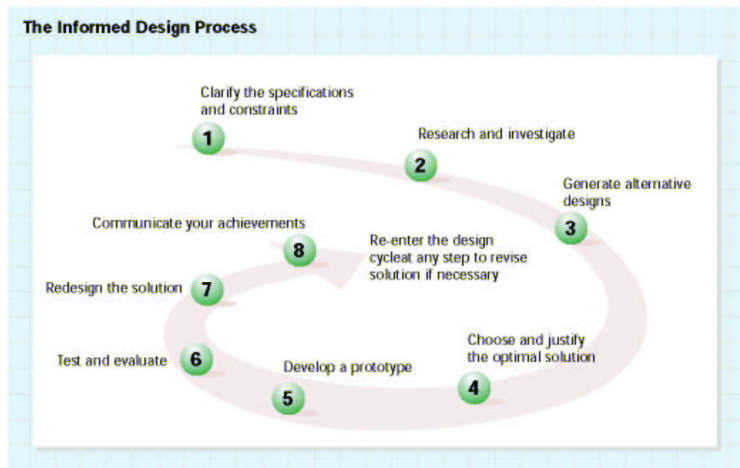 The Informed Design Process
Clarify the specifications
and constraints
1
Research and investigate
2
Generate alternative
designs
3
Communicate your achievements
8
Re-enter the design
cycleat any step to revise
solution if necessary
Redesign the solution
7
Choose and justify
the optimal solution
4
Test and evaluate
6
Develop a prototype
5